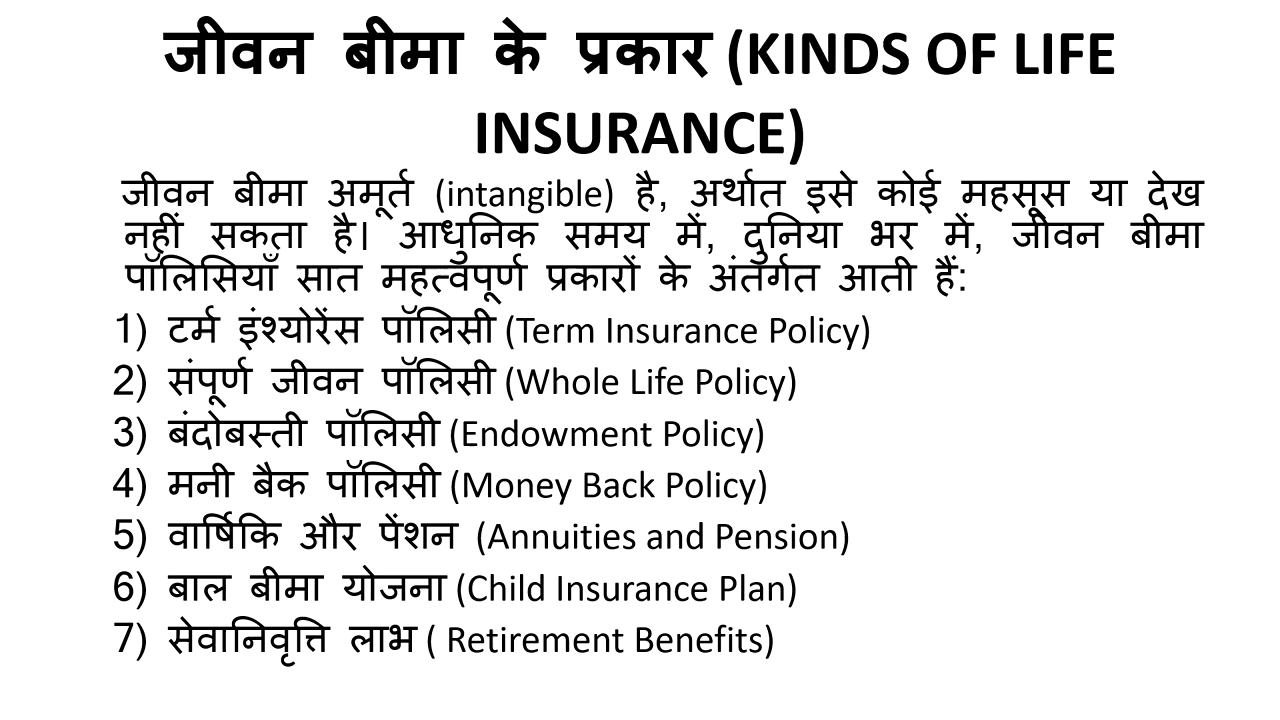 जीवन बीमा के प्रकार (KINDS OF LIFE
INSURANCE)
जीवन बीमा अमूर्त (intangible) है, अर्थात इसे कोई महसूस या देख
नहीं सकता है। आधुनिक समय में, दुनिया भर में, जीवन बीमा
पॉलिसियाँ सात महत्वपूर्ण प्रकारों के अंतर्गत आती हैं:
1) टर्म इंश्योरेंस पॉलिसी (Term Insurance Policy)
2) संपूर्ण जीवन पॉलिसी (Whole Life Policy)
3) बंदोबस्ती पॉलिसी (Endowment Policy)
4) मनी बैक पॉलिसी (Money Back Policy)
5) वार्षिकि और पेंशन (Annuities and Pension)
6) बाल बीमा योजना (Child Insurance Plan)
7) सेवानिवृत्ति लाभ ( Retirement Benefits)